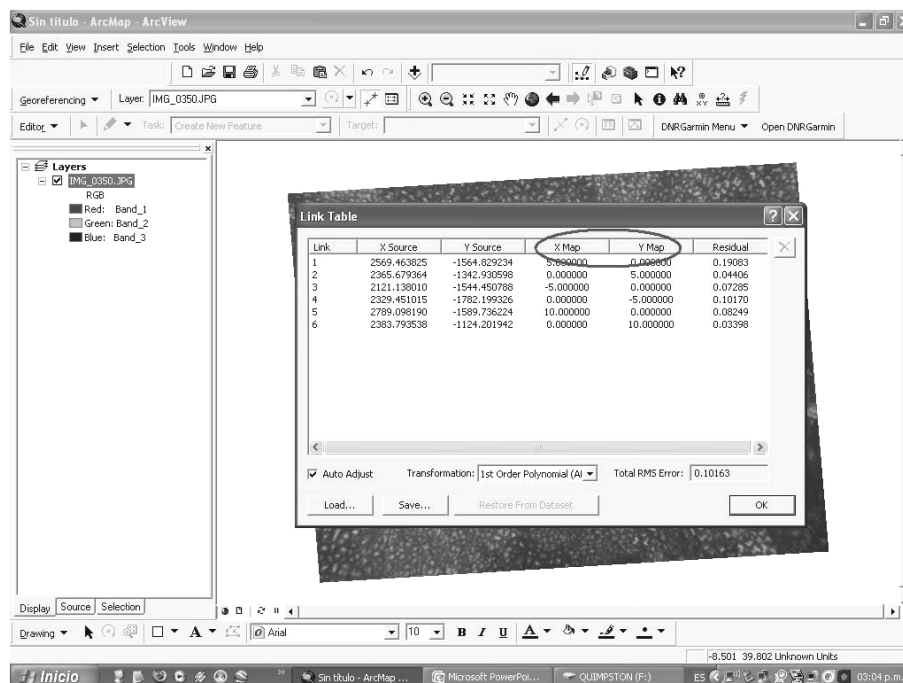 Sin título - ArcMap - ArcView
File Edit View Insert Selection Tools Window Help
Georeferencing Layer: IMG_0350.JPG
Editor Task: Create New Feature Target: DNRGarmin Menu Open DNRGarmin
Layers
IMG_0350.JPG
RGB
Red: Band_1
Green: Band_2
Blue: Band_3
Link Table
Link X Source Y Source X Map Y Map Residual
1 2569.463825 -1564.829234 5.000000 0.000000 0.19083
2 2365.679364 -1342.930598 0.000000 5.000000 0.04406
3 2121.138010 -1544.450788 -5.000000 0.000000 0.07285
4 2329.451015 -1782.199326 0.000000 -5.000000 0.10170
5 2789.098190 -1589.736224 10.000000 0.000000 0.08249
6 2383.793538 -1124.201942 0.000000 10.000000 0.03398
Auto Adjust Transformation: 1st Order Polynomial (Af Total RMS Error: 0.10163
Load... Save... Restore From Dataset OK
Display Source Selection
Drawing A Arial 10 B I U A
-8.501 39.802 Unknown Units
Inicio Sin título - ArcMap ... Microsoft PowerPoi... QUIMPSTON (F:) ES 03:04 p.m.